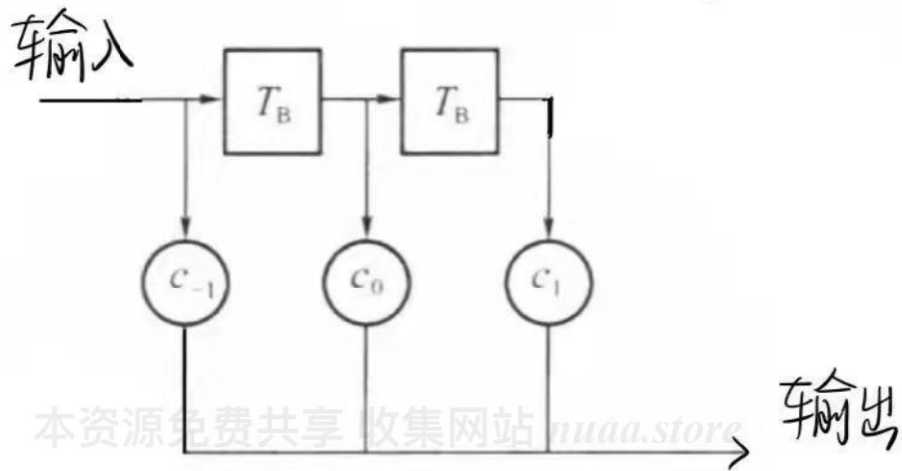 输入
T_B T_B
c_{-1} c_0 c_1
本资源免费共享 收集网站 nuaa.store
输出